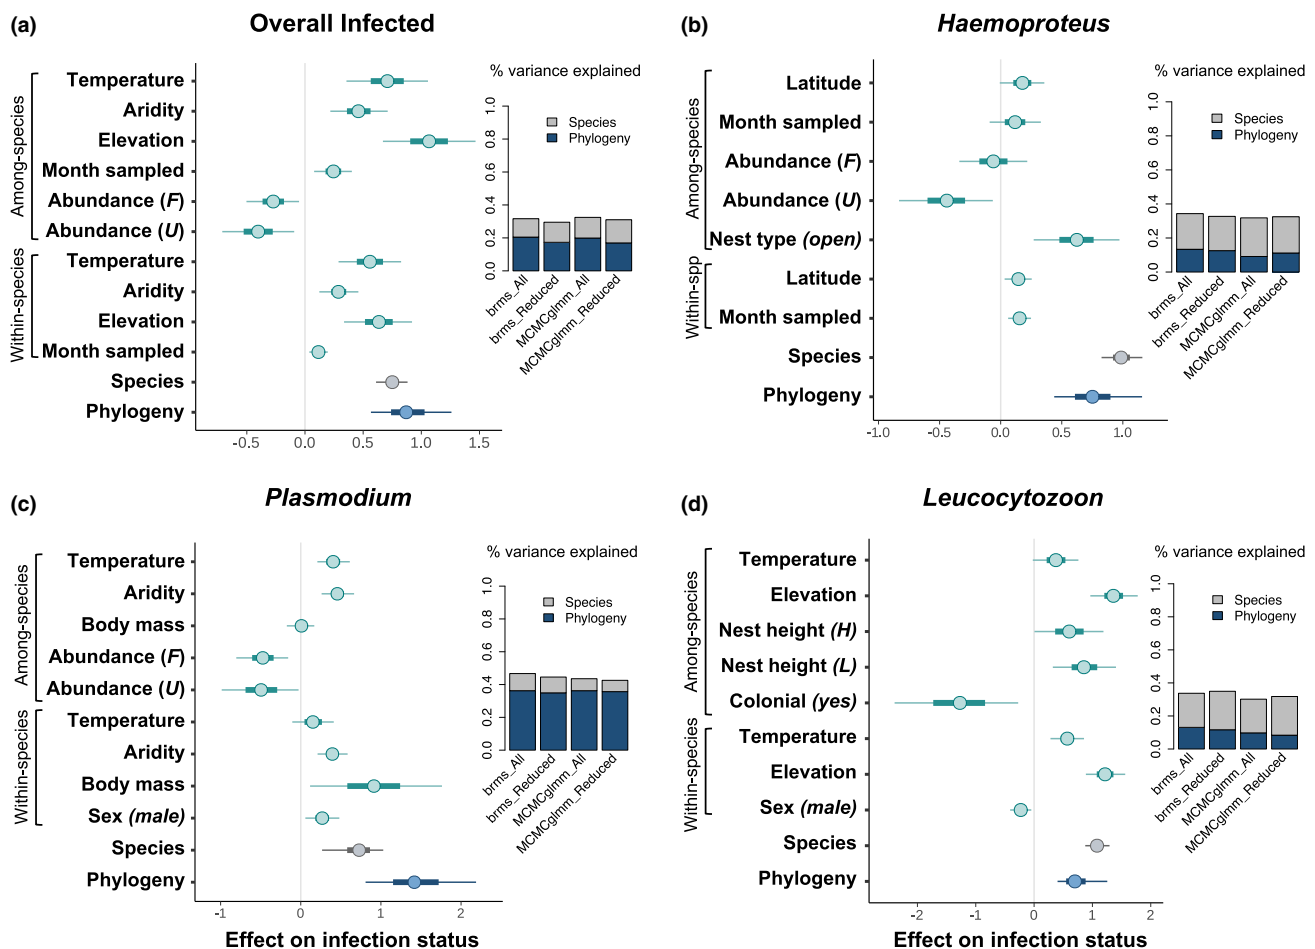 (a)
Overall Infected
Among-species
Within-species
Temperature
Aridity
Elevation
Month sampled
Abundance (F)
Abundance (U)
Temperature
Aridity
Elevation
Month sampled
Species
Phylogeny
-0.5 0.0 0.5 1.0 1.5
% variance explained
1.0
0.8
0.6
0.4
0.2
0.0
Species
Phylogeny
brms_All
brms_Reduced
MCMCglmm_All
MCMCglmm_Reduced
(b)
Haemoproteus
Among-species
Within-spp
Latitude
Month sampled
Abundance (F)
Abundance (U)
Nest type (open)
Latitude
Month sampled
Species
Phylogeny
-1.0 -0.5 0.0 0.5 1.0
% variance explained
1.0
0.8
0.6
0.4
0.2
0.0
Species
Phylogeny
brms_All
brms_Reduced
MCMCglmm_All
MCMCglmm_Reduced
(c)
Plasmodium
Among-species
Within-species
Temperature
Aridity
Body mass
Abundance (F)
Abundance (U)
Temperature
Aridity
Body mass
Sex (male)
Species
Phylogeny
-1 0 1 2
Effect on infection status
% variance explained
1.0
0.8
0.6
0.4
0.2
0.0
Species
Phylogeny
brms_All
brms_Reduced
MCMCglmm_All
MCMCglmm_Reduced
(d)
Leucocytozoon
Among-species
Within-species
Temperature
Elevation
Nest height (H)
Nest height (L)
Colonial (yes)
Temperature
Elevation
Sex (male)
Species
Phylogeny
-2 -1 0 1 2
Effect on infection status
% variance explained
1.0
0.8
0.6
0.4
0.2
0.0
Species
Phylogeny
brms_All
brms_Reduced
MCMCglmm_All
MCMCglmm_Reduced